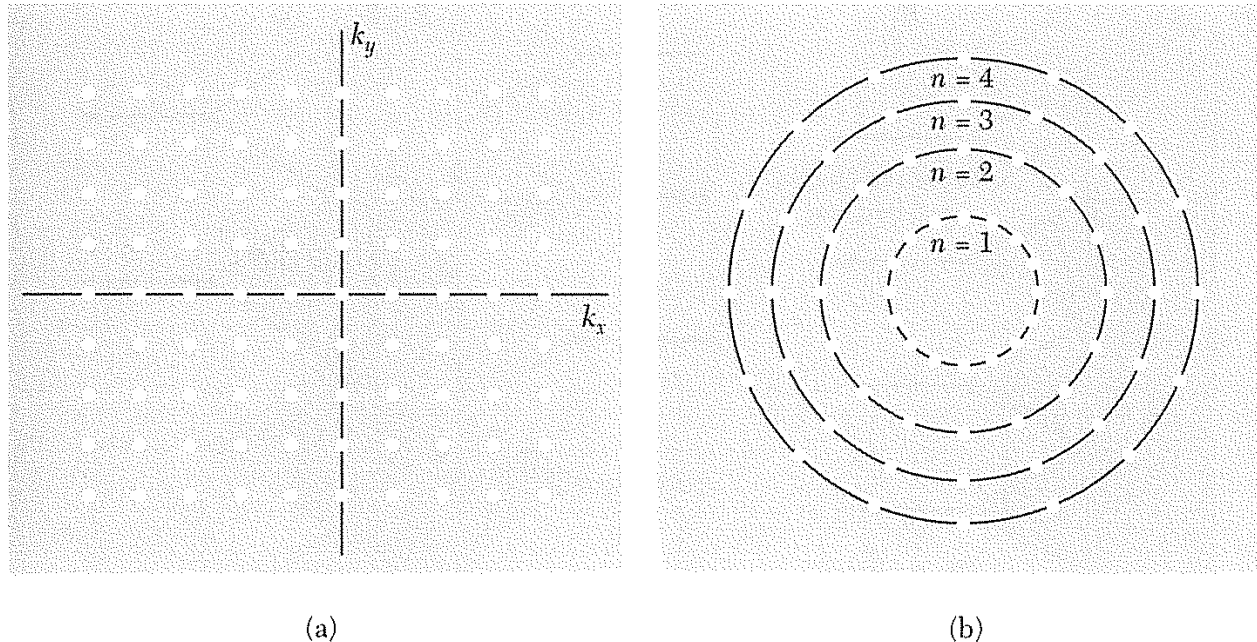 k_y
k_x
(a)
n = 4
n = 3
n = 2
n = 1
(b)